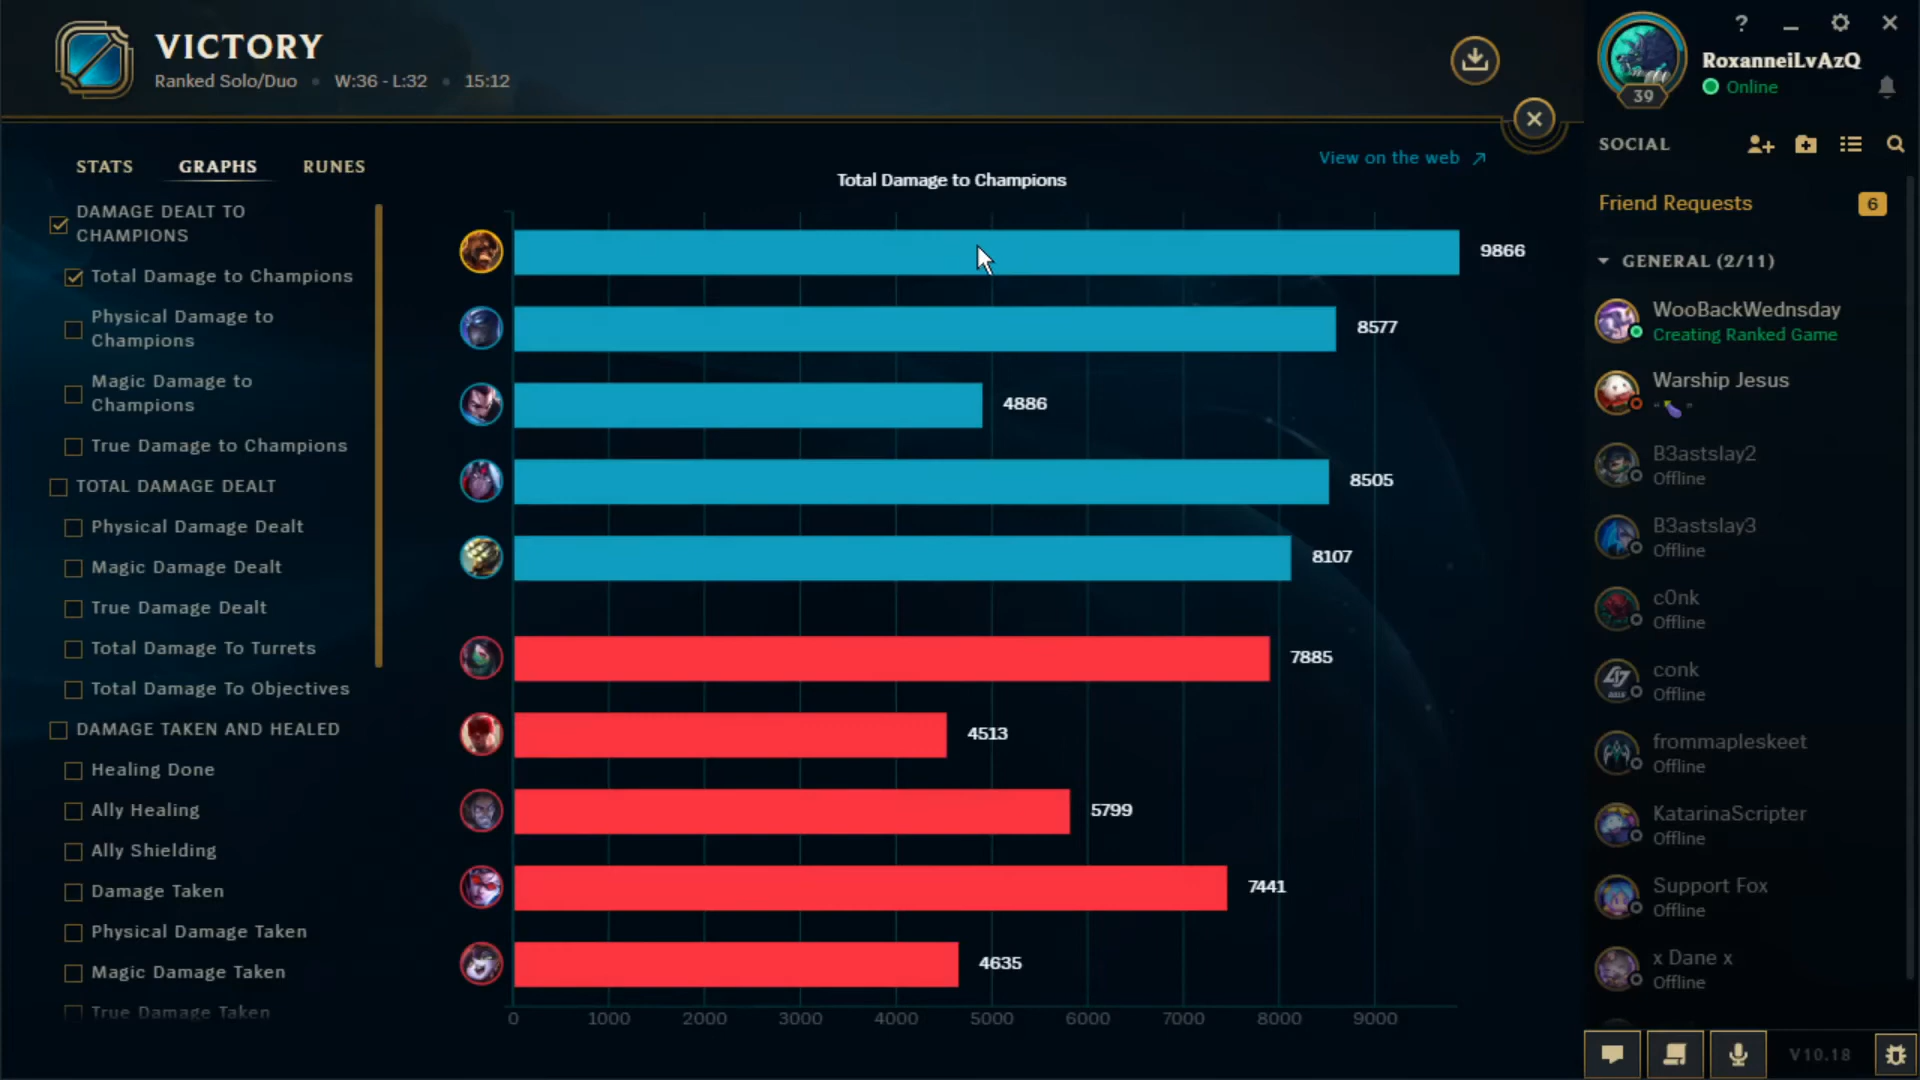 VICTORY
Ranked Solo/Duo • W:36 - L:32 • 15:12
?
RoxanneiLvAzQ
39
Online
SOCIAL
STATS
GRAPHS
RUNES
View on the web
Total Damage to Champions
DAMAGE DEALT TO
CHAMPIONS
Total Damage to Champions
Physical Damage to
Champions
Magic Damage to
Champions
True Damage to Champions
TOTAL DAMAGE DEALT
Physical Damage Dealt
Magic Damage Dealt
True Damage Dealt
Total Damage To Turrets
Total Damage To Objectives
DAMAGE TAKEN AND HEALED
Healing Done
Ally Healing
Ally Shielding
Damage Taken
Physical Damage Taken
Magic Damage Taken
True Damage Taken
9866
8577
4886
8505
8107
7885
4513
5799
7441
4635
0 1000 2000 3000 4000 5000 6000 7000 8000 9000
Friend Requests 6
GENERAL (2/11)
WooBackWednsday
Creating Ranked Game
Warship Jesus
" "
B3astslay2
Offline
B3astslay3
Offline
c0nk
Offline
conk
Offline
frommapleskeet
Offline
KatarinaScripter
Offline
Support Fox
Offline
x Dane x
Offline
V10.18